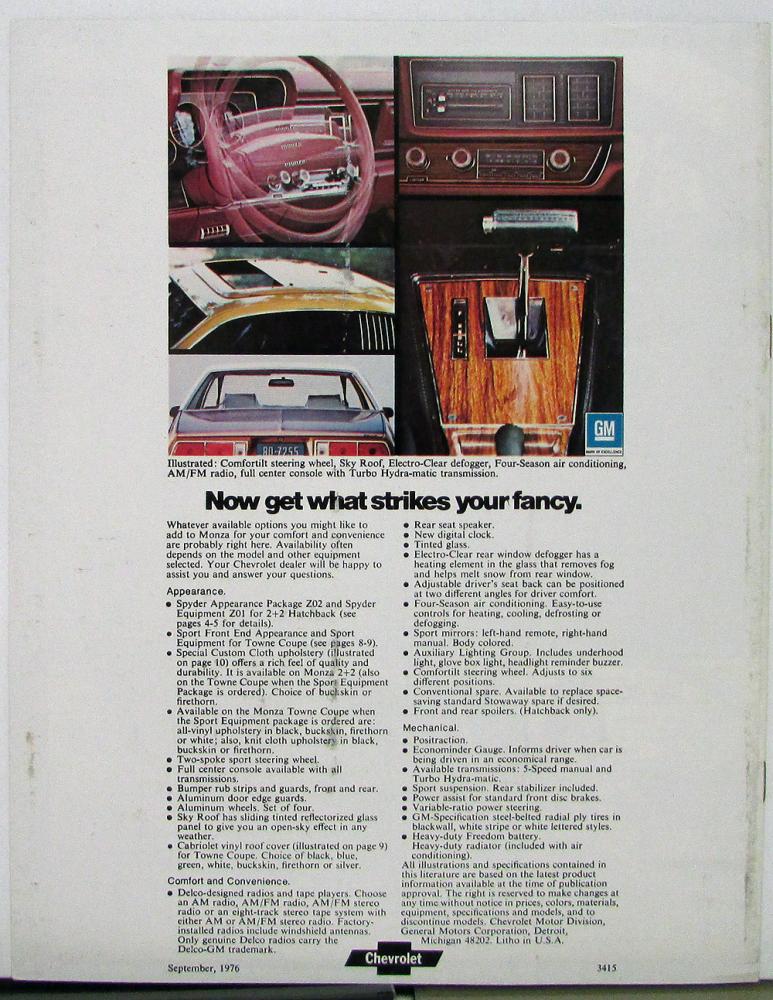 80-7255
GM
MARK OF EXCELLENCE
Illustrated: Comfortilt steering wheel, Sky Roof, Electro-Clear defogger, Four-Season air conditioning,
AM/FM radio, full center console with Turbo Hydra-matic transmission.
Now get what strikes your fancy.
Whatever available options you might like to
add to Monza for your comfort and convenience
are probably right here. Availability often
depends on the model and other equipment
selected. Your Chevrolet dealer will be happy to
assist you and answer your questions.
Appearance.
● Spyder Appearance Package Z02 and Spyder
Equipment Z01 for 2+2 Hatchback (see
pages 4-5 for details).
● Sport Front End Appearance and Sport
Equipment for Towne Coupe (see pages 8-9).
● Special Custom Cloth upholstery (illustrated
on page 10) offers a rich feel of quality and
durability. It is available on Monza 2+2 (also
on the Towne Coupe when the Sport Equipment
Package is ordered). Choice of buckskin or
firethorn.
● Available on the Monza Towne Coupe when
the Sport Equipment package is ordered are:
all-vinyl upholstery in black, buckskin, firethorn
or white; also, knit cloth upholstery in black,
buckskin or firethorn.
● Two-spoke sport steering wheel.
● Full center console available with all
transmissions.
● Bumper rub strips and guards, front and rear.
● Aluminum door edge guards.
● Aluminum wheels. Set of four.
● Sky Roof has sliding tinted reflectorized glass
panel to give you an open-sky effect in any
weather.
● Cabriolet vinyl roof cover (illustrated on page 9)
for Towne Coupe. Choice of black, blue,
green, white, buckskin, firethorn or silver.
Comfort and Convenience.
● Delco-designed radios and tape players. Choose
an AM radio, AM/FM radio, AM/FM stereo
radio or an eight-track stereo tape system with
either AM or AM/FM stereo radio. Factory-
installed radios include windshield antennas.
Only genuine Delco radios carry the
Delco-GM trademark.
● Rear seat speaker.
● New digital clock.
● Tinted glass.
● Electro-Clear rear window defogger has a
heating element in the glass that removes fog
and helps melt snow from rear window.
● Adjustable driver's seat back can be positioned
at two different angles for driver comfort.
● Four-Season air conditioning. Easy-to-use
controls for heating, cooling, defrosting or
defogging.
● Sport mirrors: left-hand remote, right-hand
manual. Body colored.
● Auxiliary Lighting Group. Includes underhood
light, glove box light, headlight reminder buzzer.
● Comfortilt steering wheel. Adjusts to six
different positions.
● Conventional spare. Available to replace space-
saving standard Stowaway spare if desired.
● Front and rear spoilers. (Hatchback only).
Mechanical.
● Positraction.
● Econominder Gauge. Informs driver when car is
being driven in an economical range.
● Available transmissions: 5-Speed manual and
Turbo Hydra-matic.
● Sport suspension. Rear stabilizer included.
● Power assist for standard front disc brakes.
● Variable-ratio power steering.
● GM-Specification steel-belted radial ply tires in
blackwall, white stripe or white lettered styles.
● Heavy-duty Freedom battery.
Heavy-duty radiator (included with air
conditioning).
All illustrations and specifications contained in
this literature are based on the latest product
information available at the time of publication
approval. The right is reserved to make changes at
any time without notice in prices, colors, materials,
equipment, specifications and models, and to
discontinue models. Chevrolet Motor Division,
General Motors Corporation, Detroit,
Michigan 48202. Litho in U.S.A.
Chevrolet
September, 1976
3415